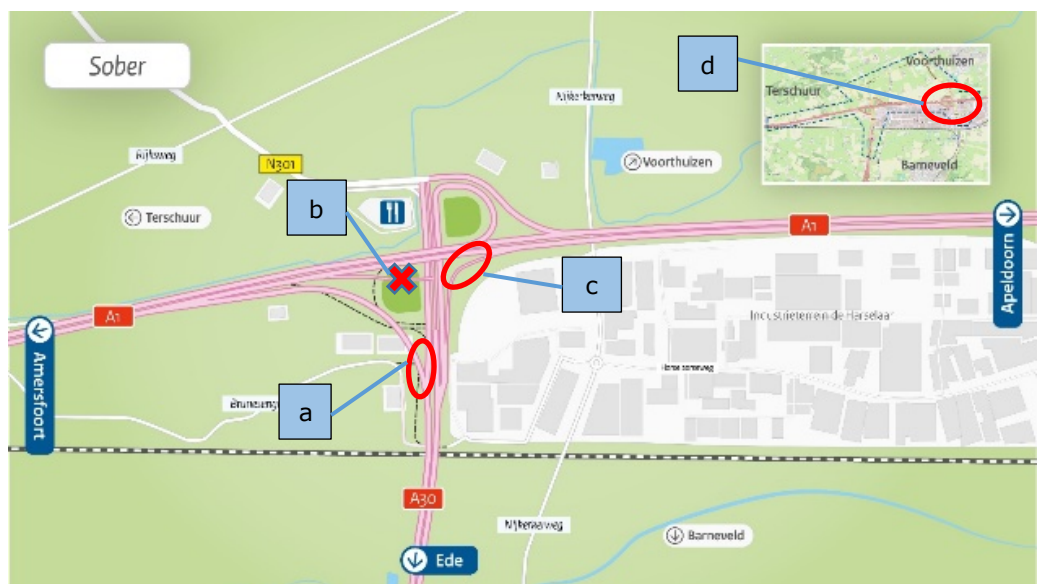 Sober
d
Voorthuizen
Terschuur
Barneveld
Nijkerkerweg
Rijksweg
N301
Voorthuizen
b
Terschuur
A1
Apeldoorn
c
A1
Industrieterrein de Harselaar
Amersfoort
Harselaarseweg
a
A30
Nijkerkerweg
Barneveld
Ede